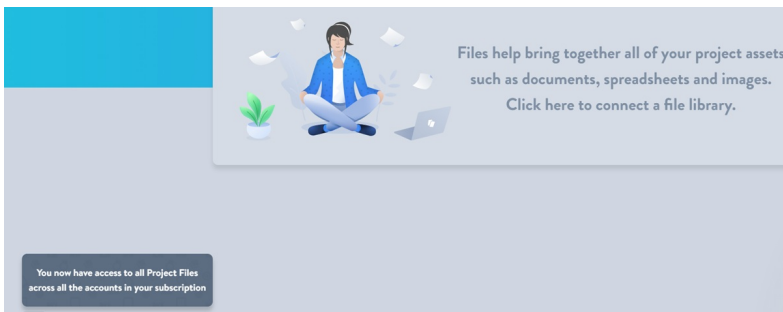 Files help bring together all of your project assets
such as documents, spreadsheets and images.
Click here to connect a file library.
You now have access to all Project Files
across all the accounts in your subscription